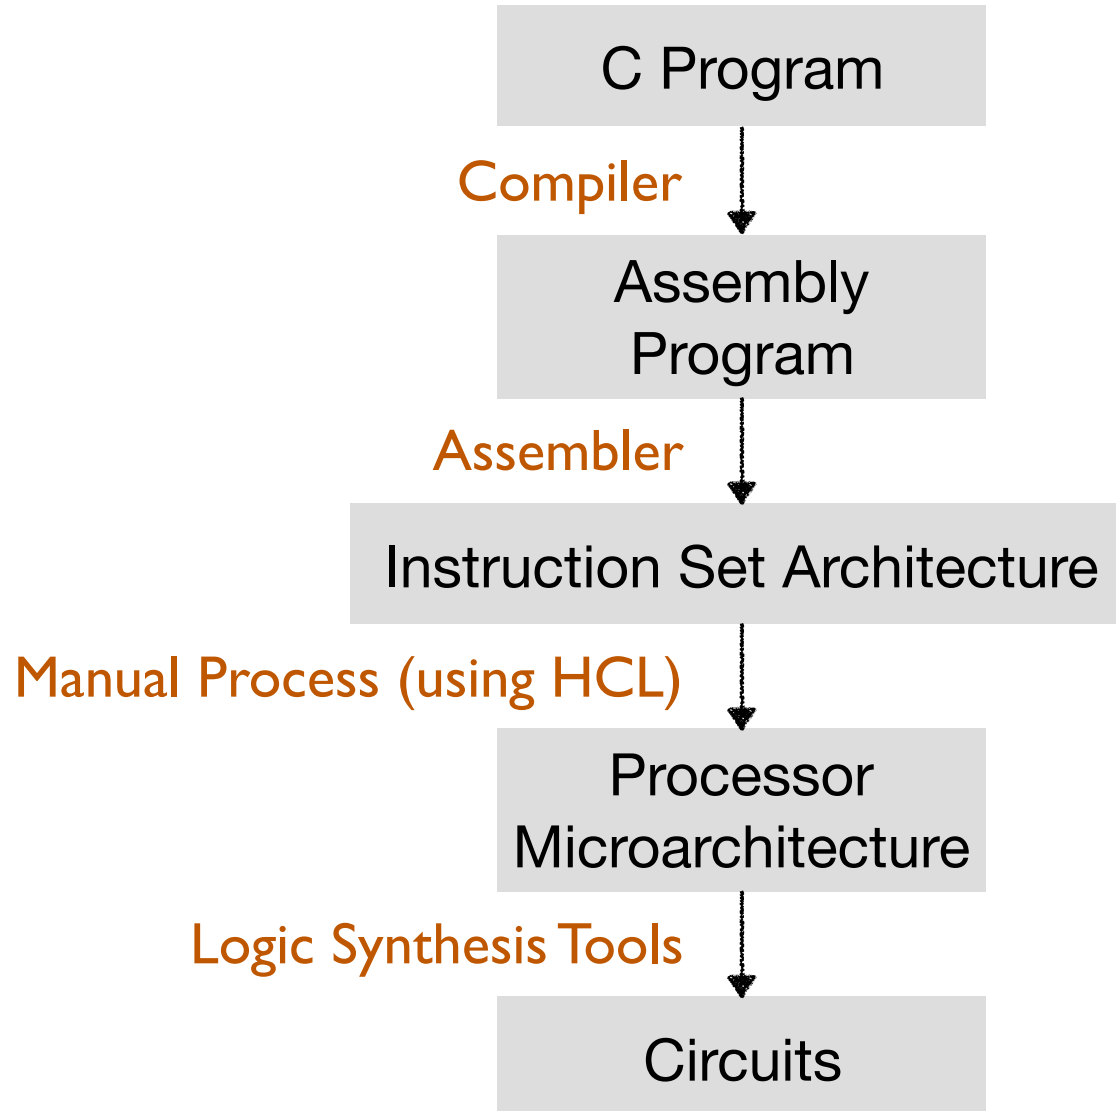 C Program
Compiler
Assembly
Program
Assembler
Instruction Set Architecture
Manual Process (using HCL)
Processor
Microarchitecture
Logic Synthesis Tools
Circuits